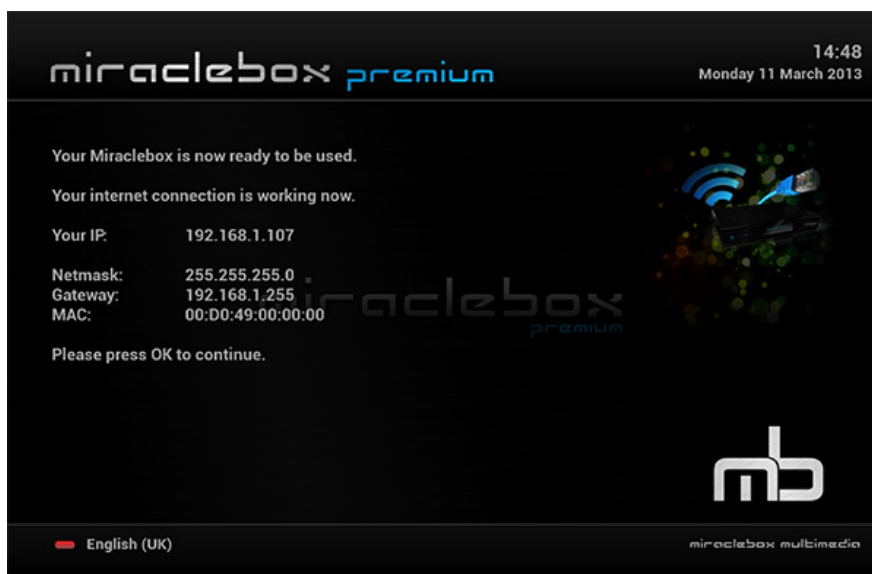 miraclebox premium
14:48
Monday 11 March 2013
Your Miraclebox is now ready to be used.
Your internet connection is working now.
Your IP: 192.168.1.107
Netmask: 255.255.255.0
Gateway: 192.168.1.255
MAC: 00:D0:49:00:00:00
miraclebox
premium
Please press OK to continue.
mb
English (UK)
miraclebox multimedia